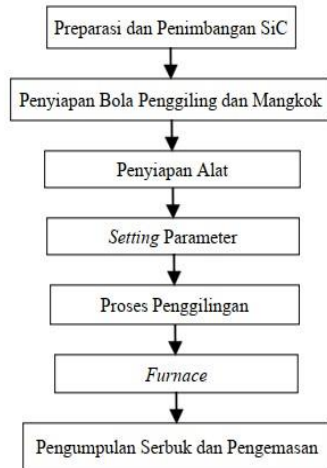 Preparasi dan Penimbangan SiC
Penyiapan Bola Penggiling dan Mangkok
Penyiapan Alat
Setting Parameter
Proses Penggilingan
Furnace
Pengumpulan Serbuk dan Pengemasan